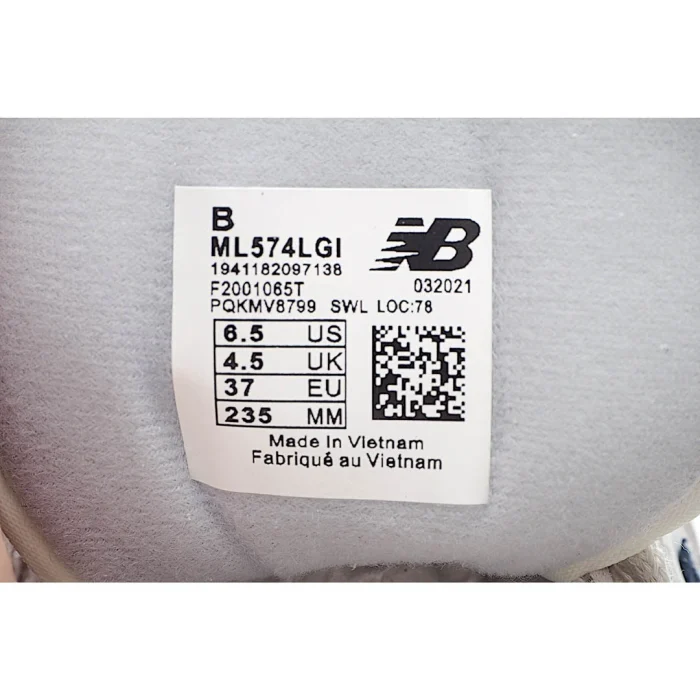 B
ML574LGI
1941182097138
NB
F2001065T
032021
PQKMV8799 SWL LOC:78
6.5 US
4.5 UK
37 EU
235 MM
Made In Vietnam
Fabriqué au Vietnam